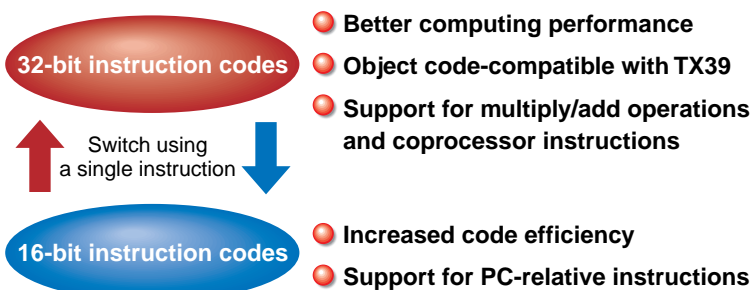 32-bit instruction codes
Better computing performance
Object code-compatible with TX39
Support for multiply/add operations
and coprocessor instructions
Switch using
a single instruction
16-bit instruction codes
Increased code efficiency
Support for PC-relative instructions